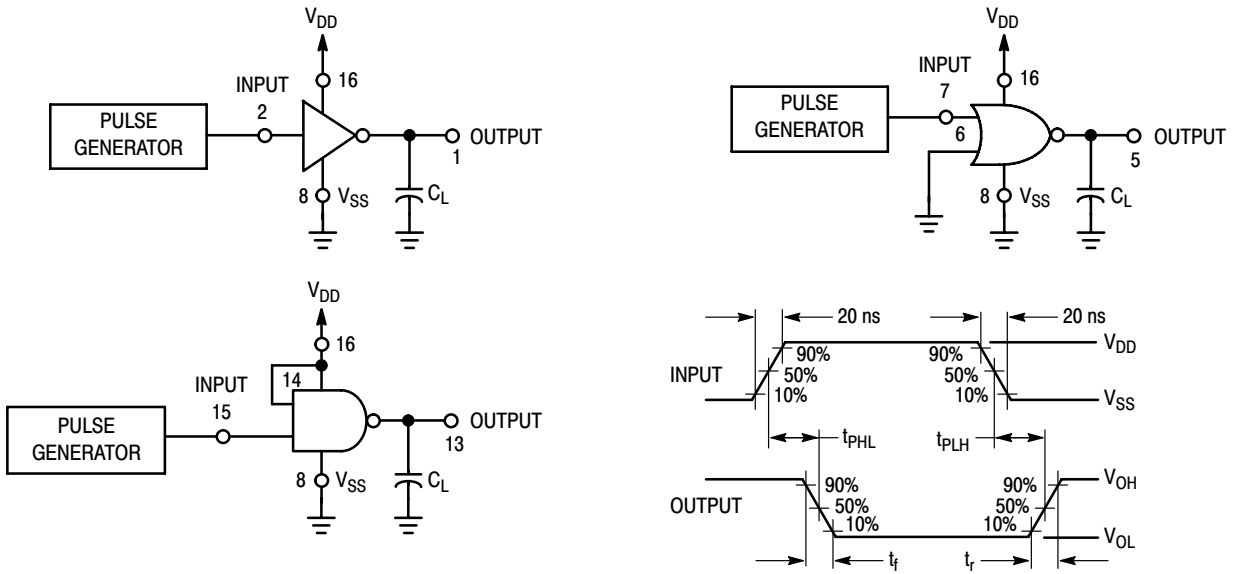 VDD
16
INPUT
2
PULSE
GENERATOR
OUTPUT
1
8
VSS
CL
VDD
16
INPUT
7
PULSE
GENERATOR
6
OUTPUT
5
8
VSS
CL
VDD
16
14
INPUT
15
PULSE
GENERATOR
OUTPUT
13
8
VSS
CL
20 ns
20 ns
INPUT
90%
50%
10%
90%
50%
10%
VDD
VSS
tPHL
tPLH
OUTPUT
90%
50%
10%
90%
50%
10%
VOH
VOL
tf
tr